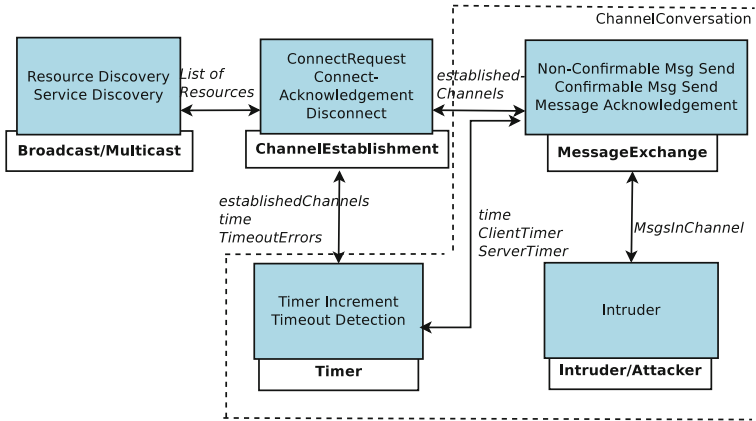 ChannelConversation
Resource Discovery
Service Discovery
Broadcast/Multicast
List of
Resources
ConnectRequest
Connect-
Acknowledgement
Disconnect
ChannelEstablishment
established-
Channels
Non-Confirmable Msg Send
Confirmable Msg Send
Message Acknowledgement
MessageExchange
establishedChannels
time
TimeoutErrors
time
ClientTimer
ServerTimer
MsgsInChannel
Timer Increment
Timeout Detection
Timer
Intruder
Intruder/Attacker